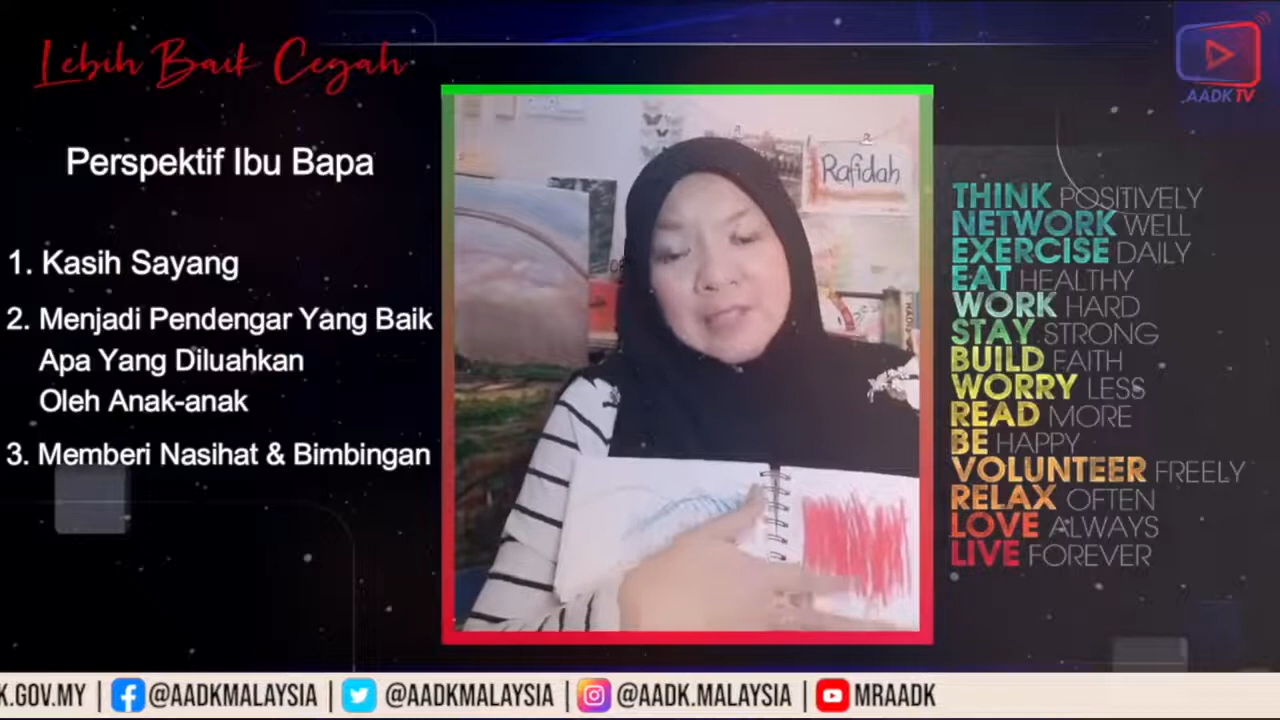 Lebih Baik Cegah
AADK TV
Perspektif Ibu Bapa
1. Kasih Sayang
2. Menjadi Pendengar Yang Baik
Apa Yang Diluahkan
Oleh Anak-anak
3. Memberi Nasihat & Bimbingan
Rafidah
THINK POSITIVELY
NETWORK WELL
EXERCISE DAILY
EAT HEALTHY
WORK HARD
STAY STRONG
BUILD FAITH
WORRY LESS
READ MORE
BE HAPPY
VOLUNTEER FREELY
RELAX OFTEN
LOVE ALWAYS
LIVE FOREVER
K.GOV.MY | @AADKMALAYSIA | @AADKMALAYSIA | @AADK.MALAYSIA | MRAADK